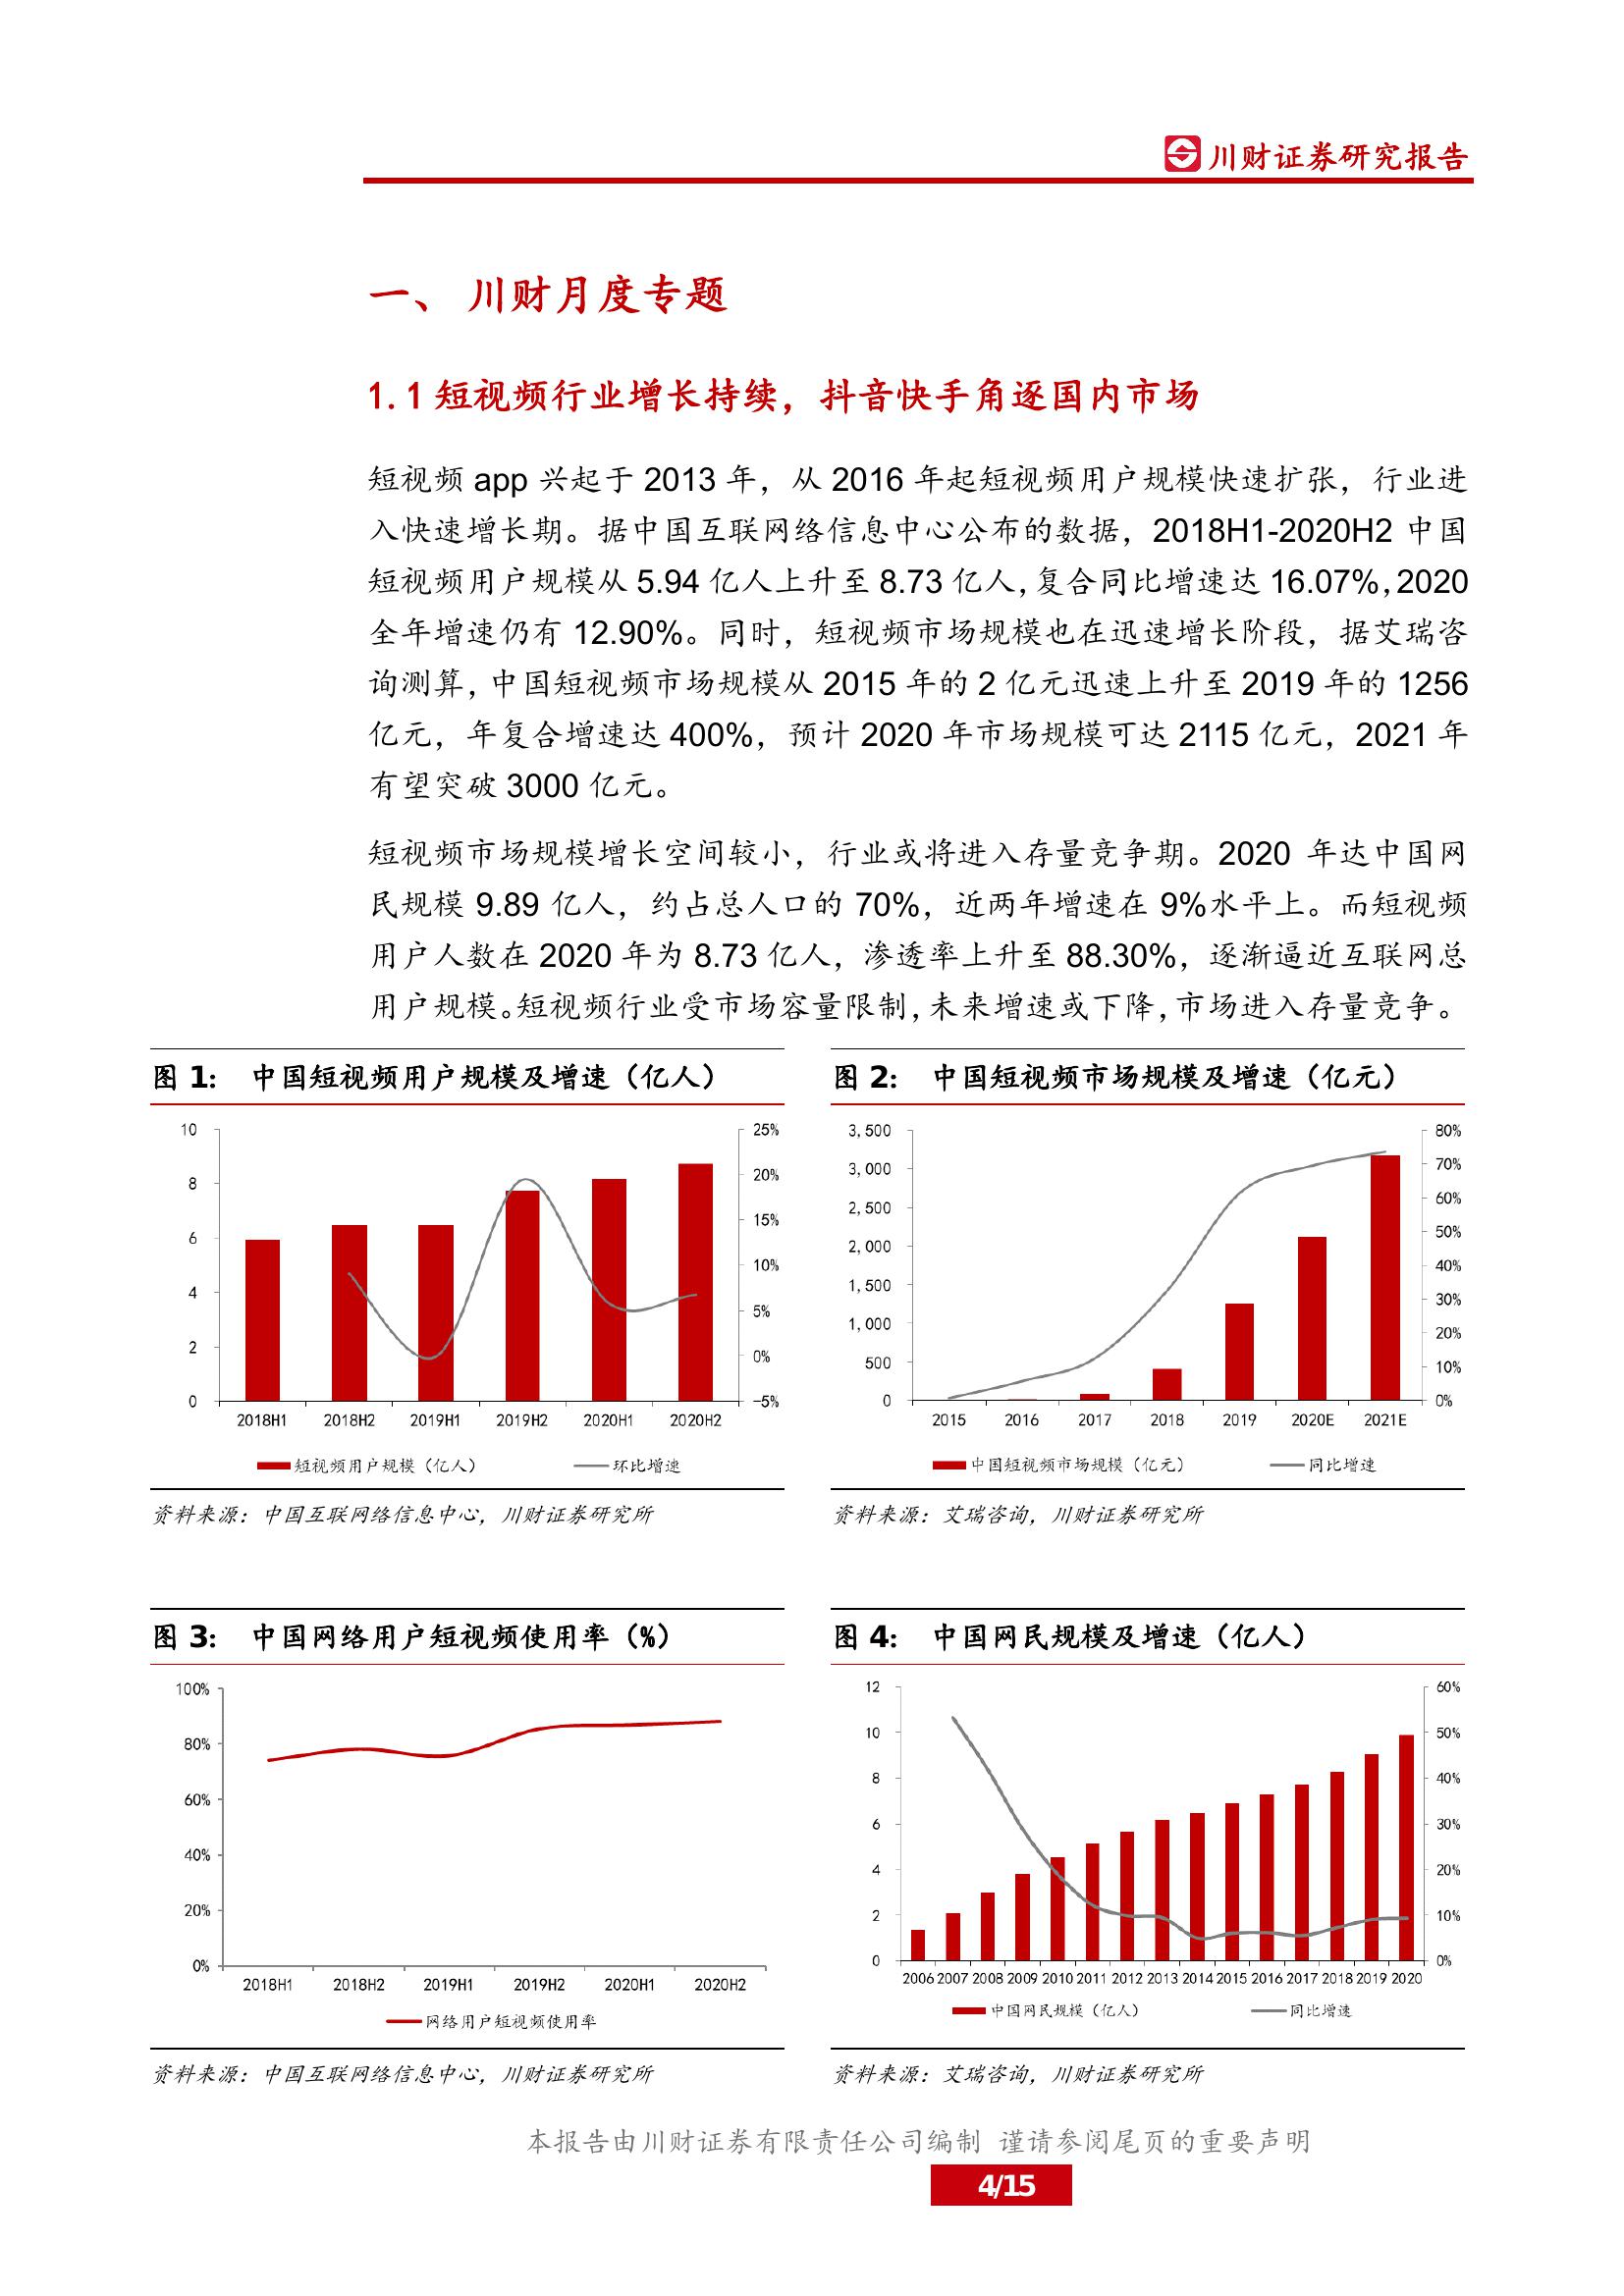 川财证券研究报告
一、 川财月度专题
1.1 短视频行业增长持续，抖音快手角逐国内市场
短视频 app 兴起于 2013 年，从 2016 年起短视频用户规模快速扩张，行业进
入快速增长期。据中国互联网络信息中心公布的数据，2018H1-2020H2 中国
短视频用户规模从 5.94 亿人上升至 8.73 亿人，复合同比增速达 16.07%，2020
全年增速仍有 12.90%。同时，短视频市场规模也在迅速增长阶段，据艾瑞咨
询测算，中国短视频市场规模从 2015 年的 2 亿元迅速上升至 2019 年的 1256
亿元，年复合增速达 400%，预计 2020 年市场规模可达 2115 亿元，2021 年
有望突破 3000 亿元。
短视频市场规模增长空间较小，行业或将进入存量竞争期。2020 年达中国网
民规模 9.89 亿人，约占总人口的 70%，近两年增速在 9%水平上。而短视频
用户人数在 2020 年为 8.73 亿人，渗透率上升至 88.30%，逐渐逼近互联网总
用户规模。短视频行业受市场容量限制，未来增速或下降，市场进入存量竞争。
图 1： 中国短视频用户规模及增速（亿人）
10
8
6
4
2
0
25%
20%
15%
10%
5%
0%
-5%
2018H1 2018H2 2019H1 2019H2 2020H1 2020H2
短视频用户规模（亿人） 环比增速
资料来源：中国互联网络信息中心，川财证券研究所
图 2： 中国短视频市场规模及增速（亿元）
3,500
3,000
2,500
2,000
1,500
1,000
500
0
80%
70%
60%
50%
40%
30%
20%
10%
0%
2015 2016 2017 2018 2019 2020E 2021E
中国短视频市场规模（亿元） 同比增速
资料来源：艾瑞咨询，川财证券研究所
图 3： 中国网络用户短视频使用率（%）
100%
80%
60%
40%
20%
0%
2018H1 2018H2 2019H1 2019H2 2020H1 2020H2
网络用户短视频使用率
资料来源：中国互联网络信息中心，川财证券研究所
图 4： 中国网民规模及增速（亿人）
12
10
8
6
4
2
0
60%
50%
40%
30%
20%
10%
0%
2006 2007 2008 2009 2010 2011 2012 2013 2014 2015 2016 2017 2018 2019 2020
中国网民规模（亿人） 同比增速
资料来源：艾瑞咨询，川财证券研究所
本报告由川财证券有限责任公司编制 谨请参阅尾页的重要声明
4/15